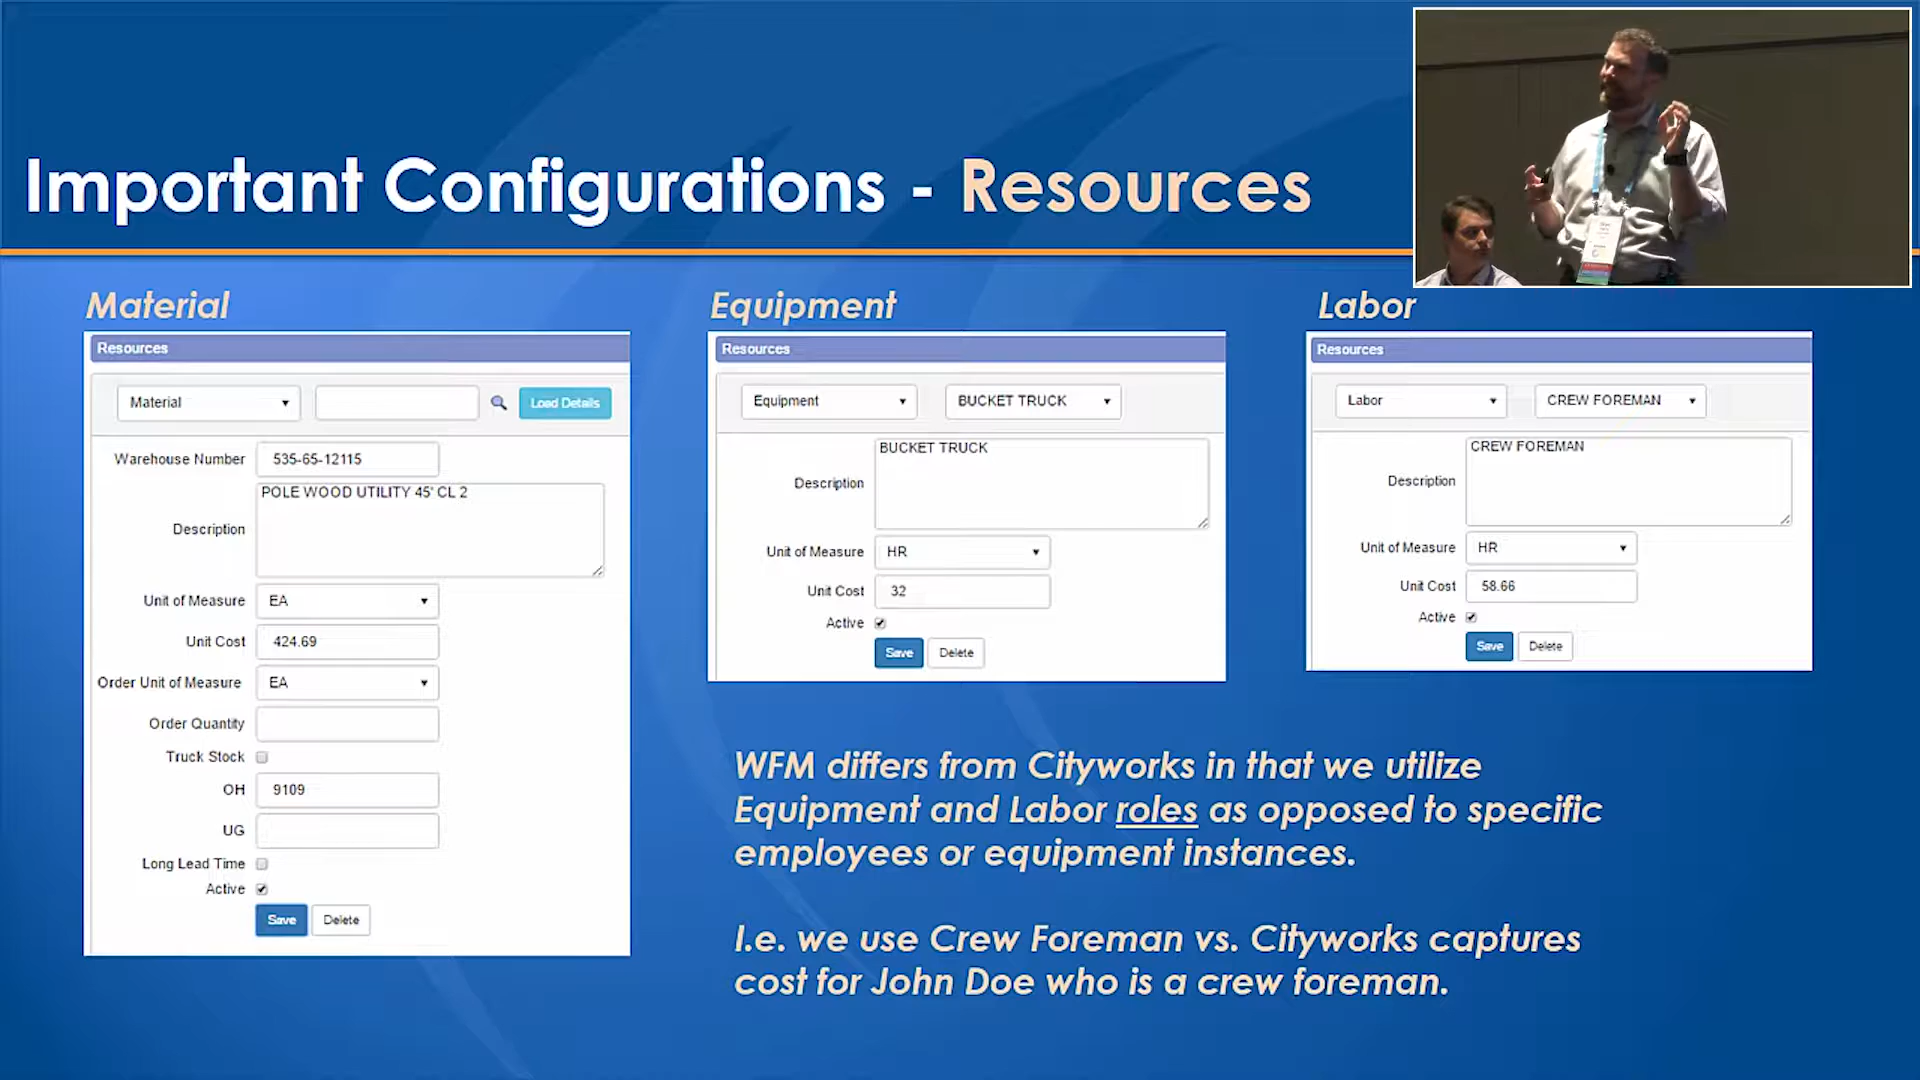 Important Configurations - Resources
Material
Resources
Material
Load Details
Warehouse Number 535-65-12115
Description POLE WOOD UTILITY 45' CL 2
Unit of Measure EA
Unit Cost 424.69
Order Unit of Measure EA
Order Quantity
Truck Stock
OH 9109
UG
Long Lead Time
Active
Save Delete
Equipment
Resources
Equipment BUCKET TRUCK
Description BUCKET TRUCK
Unit of Measure HR
Unit Cost 32
Active
Save Delete
Labor
Resources
Labor CREW FOREMAN
Description CREW FOREMAN
Unit of Measure HR
Unit Cost 58.66
Active
Save Delete
WFM differs from Cityworks in that we utilize
Equipment and Labor roles as opposed to specific
employees or equipment instances.
I.e. we use Crew Foreman vs. Cityworks captures
cost for John Doe who is a crew foreman.